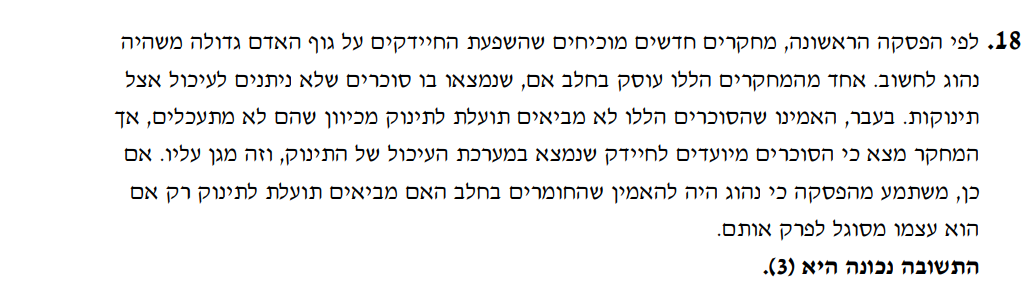 18. לפי הפסקה הראשונה, מחקרים חדשים מוכיחים שהשפעת החיידקים על גוף האדם גדולה משהיה
נהוג לחשוב. אחד מהמחקרים הללו עוסק בחלב אם, שנמצאו בו סוכרים שלא ניתנים לעיכול אצל
תינוקות. בעבר, האמינו שהסוכרים הללו לא מביאים תועלת לתינוק מכיוון שהם לא מתעכלים, אך
המחקר מצא כי הסוכרים מיועדים לחיידק שנמצא במערכת העיכול של התינוק, וזה מגן עליו. אם
כן, משתמע מהפסקה כי נהוג היה להאמין שהחומרים בחלב האם מביאים תועלת לתינוק רק אם
הוא עצמו מסוגל לפרק אותם.
התשובה נכונה היא (3).